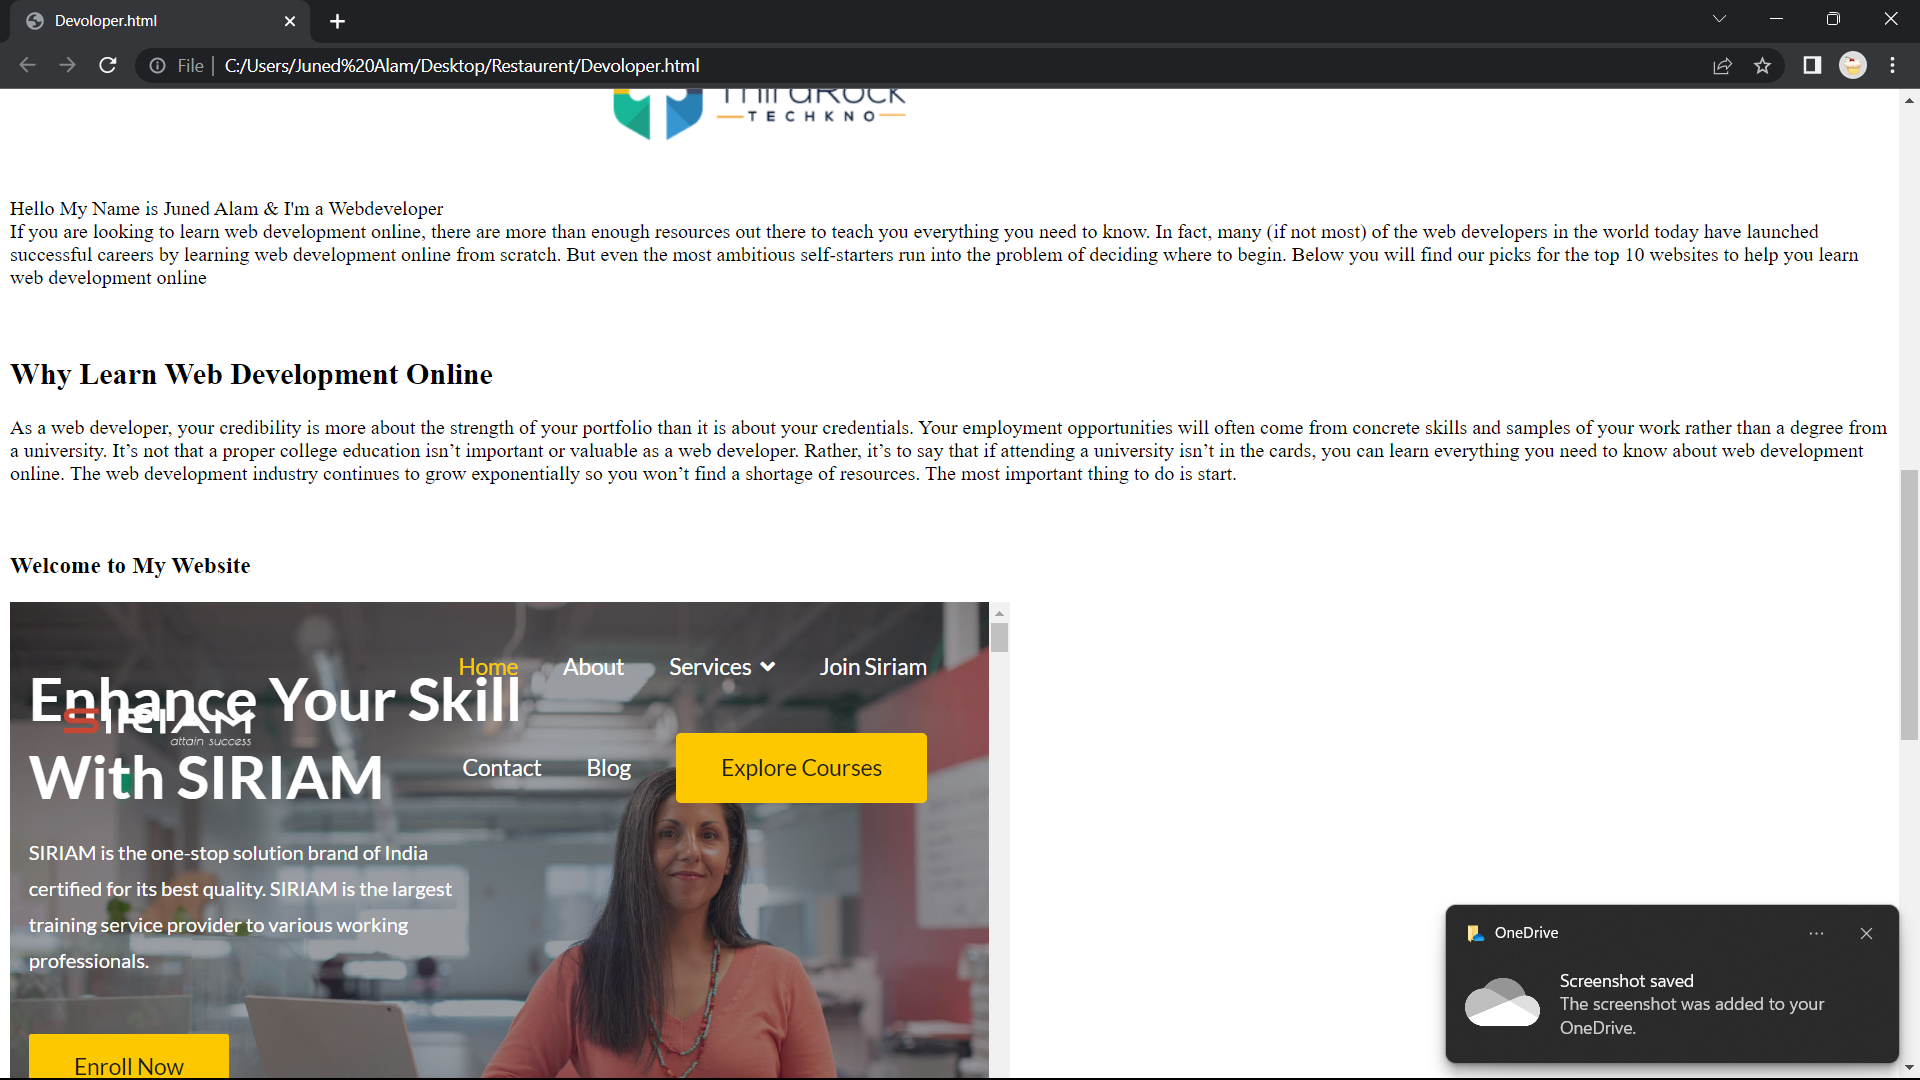 Devoloper.html
File
C:/Users/Juned%20Alam/Desktop/Restaurent/Devoloper.html
TECHKNO
Hello My Name is Juned Alam & I'm a Webdeveloper
If you are looking to learn web development online, there are more than enough resources out there to teach you everything you need to know. In fact, many (if not most) of the web developers in the world today have launched
successful careers by learning web development online from scratch. But even the most ambitious self-starters run into the problem of deciding where to begin. Below you will find our picks for the top 10 websites to help you learn
web development online
Why Learn Web Development Online
As a web developer, your credibility is more about the strength of your portfolio than it is about your credentials. Your employment opportunities will often come from concrete skills and samples of your work rather than a degree from
a university. It’s not that a proper college education isn’t important or valuable as a web developer. Rather, it’s to say that if attending a university isn’t in the cards, you can learn everything you need to know about web development
online. The web development industry continues to grow exponentially so you won’t find a shortage of resources. The most important thing to do is start.
Welcome to My Website
Home About Services Join Siriam
Enhance Your Skill
SIRIAM
attain success
Contact Blog Explore Courses
With SIRIAM
SIRIAM is the one-stop solution brand of India
certified for its best quality. SIRIAM is the largest
training service provider to various working
professionals.
Enroll Now
OneDrive
Screenshot saved
The screenshot was added to your
OneDrive.